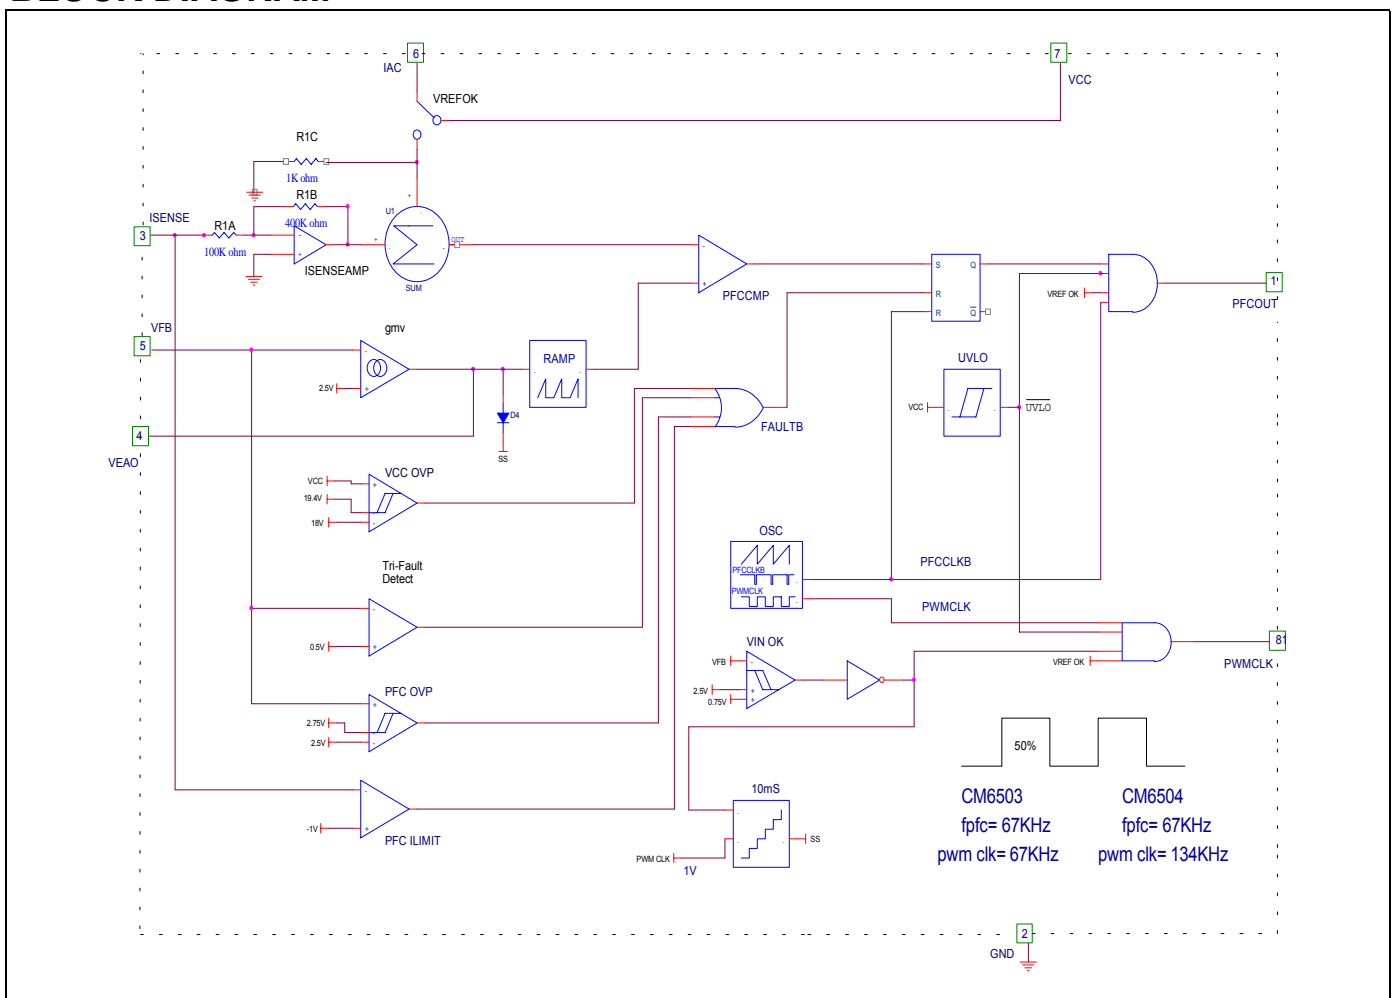 BLOCK DIAGRAM
6
IAC
7
VCC
VREFOK
R1C
1K ohm
R1B
400K ohm
ISENSE
3
R1A
100K ohm
ISENSEAMP
U1
+
+
OUT
SUM
PFCCMP
S
Q
R
R
Q
VREF OK
1
PFCOUT
VFB
5
gmv
2.5V
RAMP
D4
SS
4
VEAO
UVLO
VCC
UVLO
FAULTB
VCC OVP
VCC
19.4V
18V
Tri-Fault
Detect
0.5V
OSC
PFCCLKB
PWMCLK
PFCCLKB
PWMCLK
VIN OK
VFB
2.5V
0.75V
VREF OK
81
PWMCLK
PFC OVP
2.75V
2.5V
50%
PFC ILIMIT
-1V
10mS
PWM CLK
1V
SS
CM6503
fpfc= 67KHz
pwm clk= 67KHz
CM6504
fpfc= 67KHz
pwm clk= 134KHz
2
GND